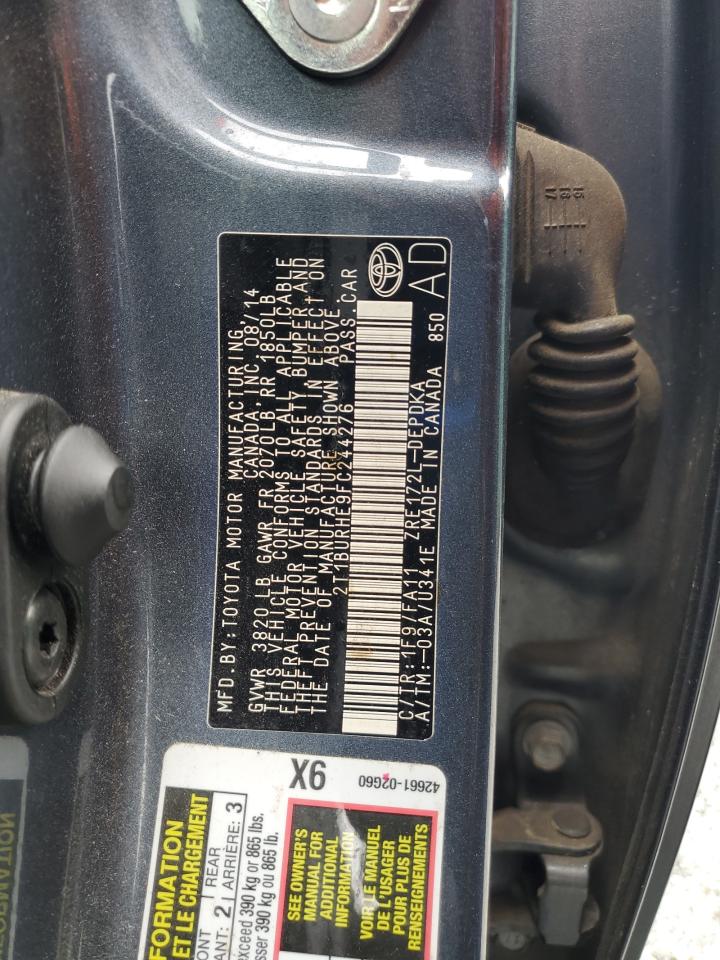 MFD.BY:TOYOTA MOTOR MANUFACTURING
CANADA,INC 08/14
GVWR 3820 LB GAWR FR 2070LB,RR 1850LB
THIS VEHICLE CONFORMS TO ALL APPLICABLE
FEDERAL MOTOR VEHICLE SAFETY BUMPER,AND
THEFT PREVENTION STANDARDS IN EFFECT ON
THE DATE OF MANUFACTURE SHOWN ABOVE.
2T1BURHE9FC244276 PASS.CAR
C/TR:1F9/FA11 ZRE172L-DEPDKA
A/TM:-03A/U341E MADE IN CANADA 850
AD
9X
42661-02G60
FORMATION
ET LE CHARGEMENT
ONT
ANT: 2
REAR
ARRIÈRE: 3
exceed 390 kg or 865 lbs.
sser 390 kg ou 865 lb.
SEE OWNER'S
MANUAL FOR
ADDITIONAL
INFORMATION
VOIR LE MANUEL
DE L'USAGER
POUR PLUS DE
RENSEIGNEMENTS